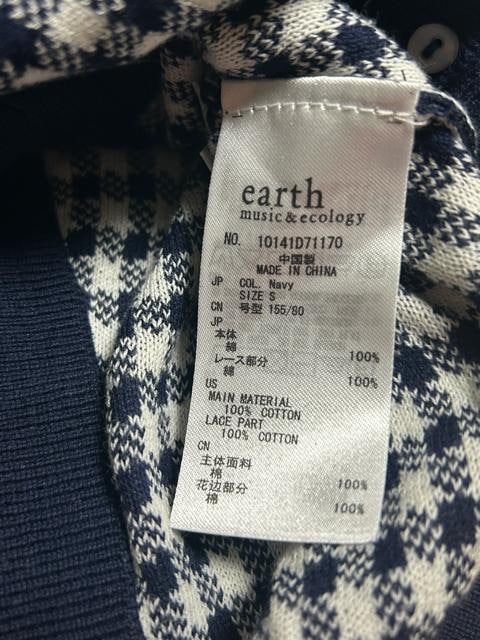 earth
music&ecology
NO. 10141D71170
中国製
MADE IN CHINA
JP COL. Navy
SIZE S
CN 号型 155/80
JP
本体
綿 100%
レース部分
綿 100%
US
MAIN MATERIAL
100% COTTON
LACE PART
100% COTTON
CN
主体面料
棉 100%
花边部分
棉 100%